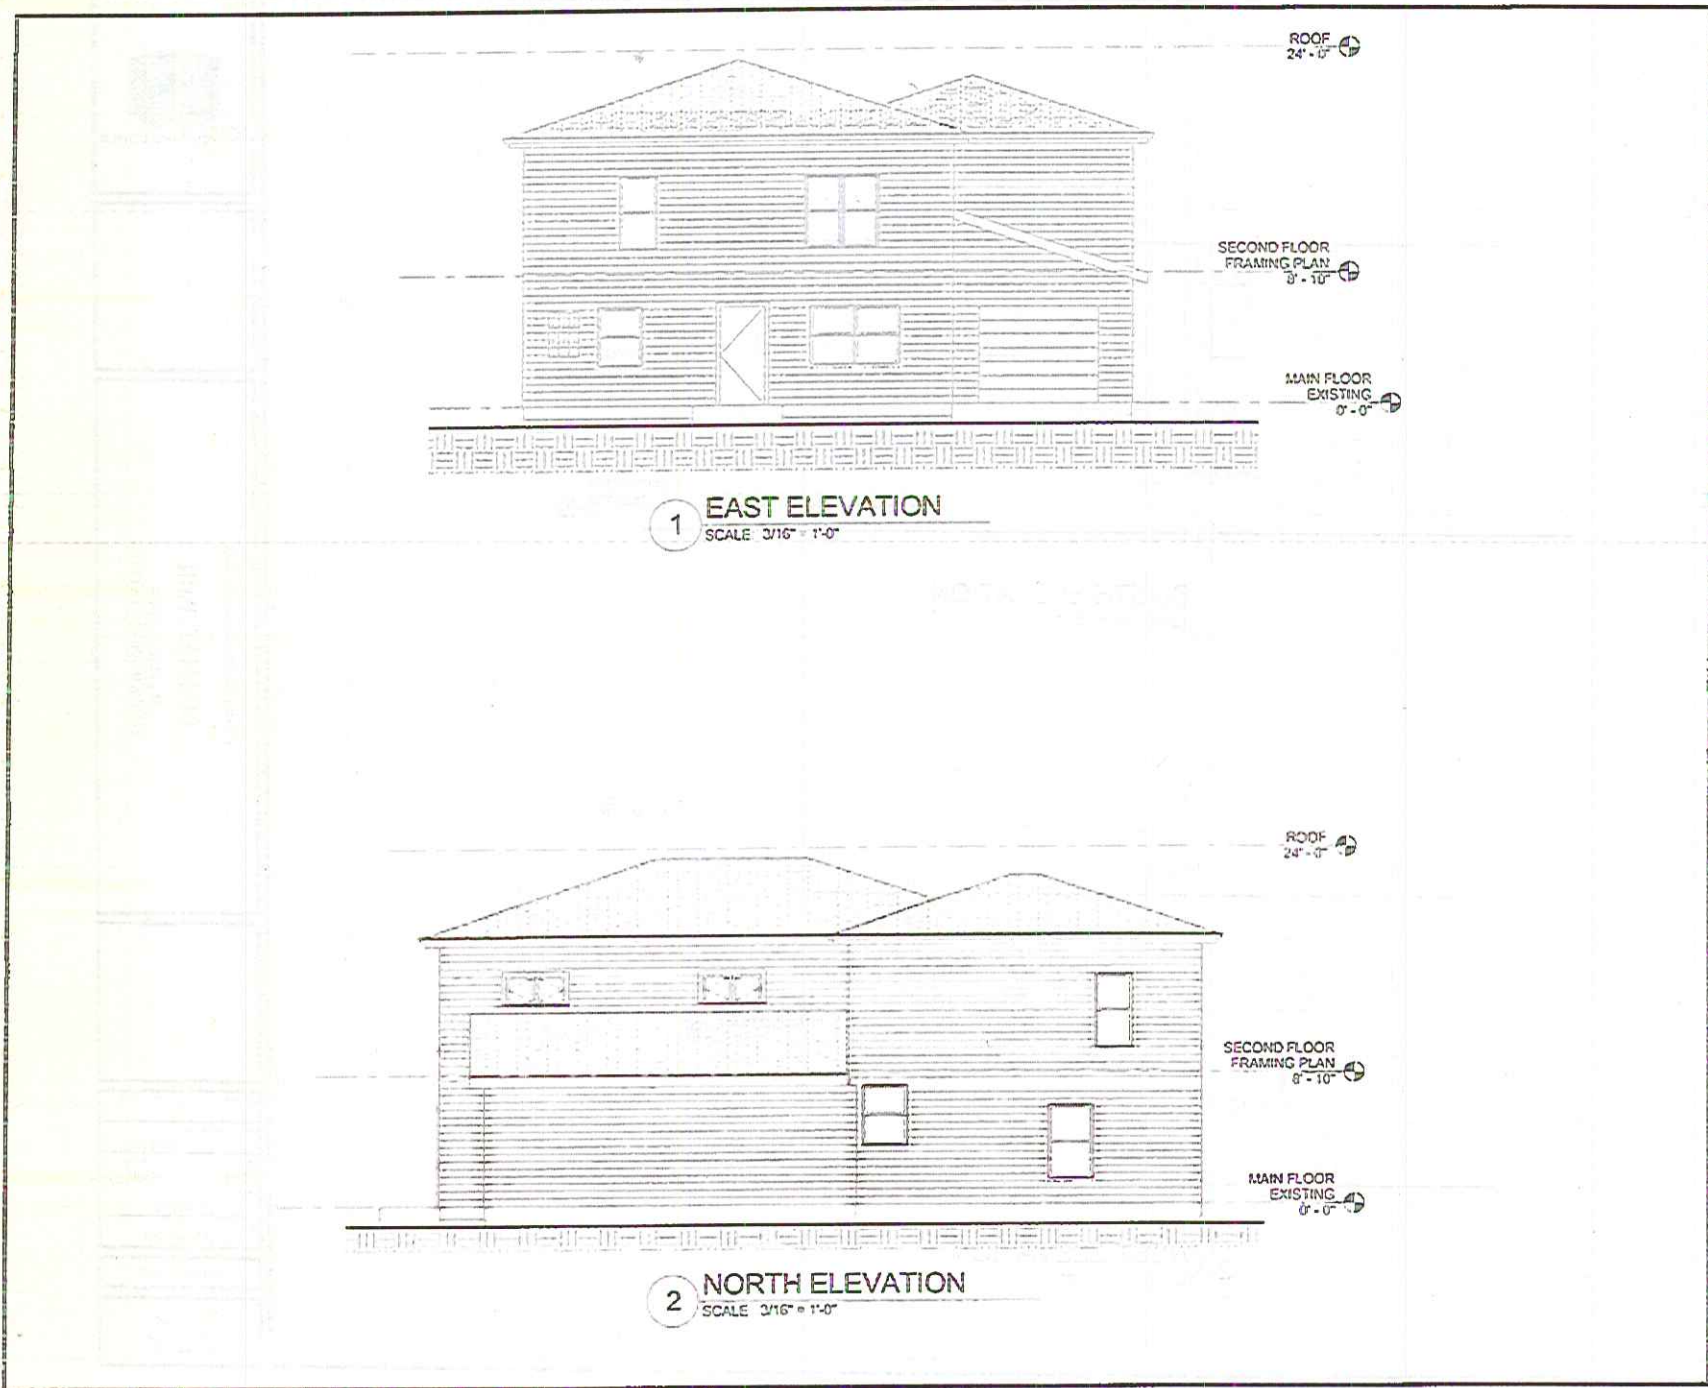 ROOF
24' - 0"
SECOND FLOOR
FRAMING PLAN
8' - 10"
MAIN FLOOR
EXISTING
0' - 0"
1
EAST ELEVATION
SCALE 3/16" = 1'-0"
ROOF
24' - 0"
SECOND FLOOR
FRAMING PLAN
8' - 10"
MAIN FLOOR
EXISTING
0' - 0"
2
NORTH ELEVATION
SCALE 3/16" = 1'-0"